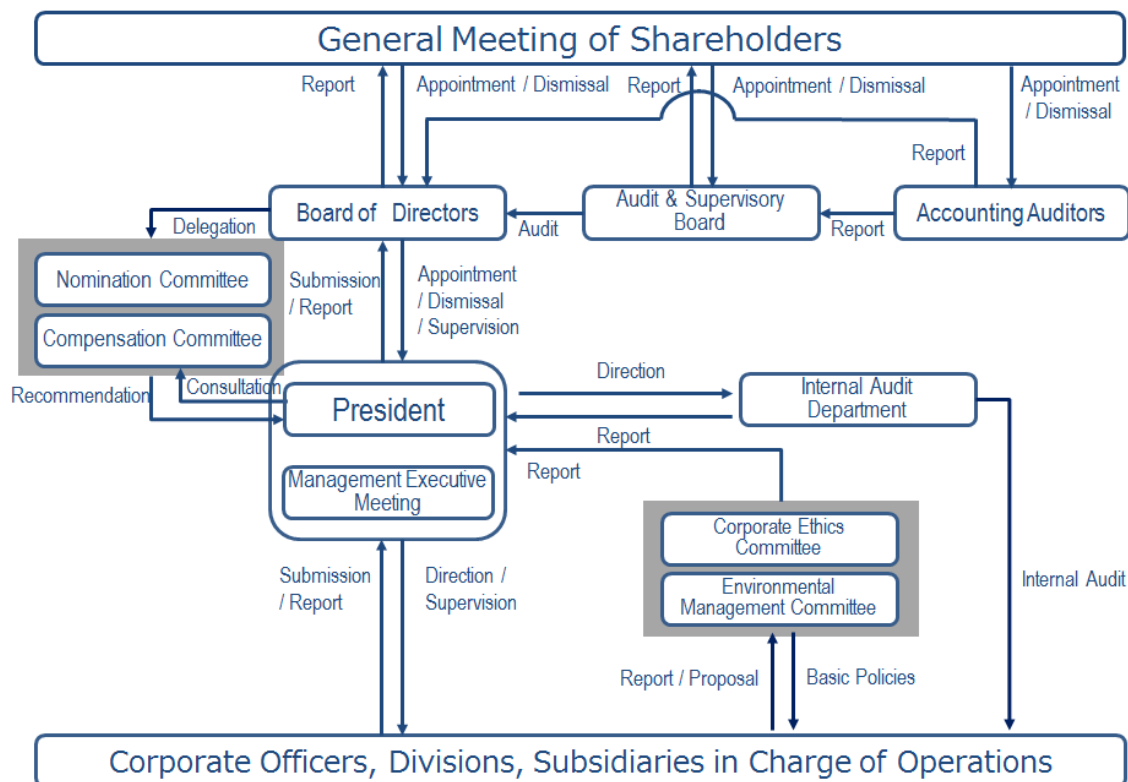 General Meeting of Shareholders
Report
Appointment / Dismissal
Report
Appointment / Dismissal
Appointment
/ Dismissal
Report
Board of Directors
Audit
Audit & Supervisory
Board
Report
Accounting Auditors
Delegation
Nomination Committee
Compensation Committee
Submission
/ Report
Appointment
/ Dismissal
/ Supervision
Recommendation
Consultation
President
Management Executive
Meeting
Direction
Internal Audit
Department
Report
Report
Corporate Ethics
Committee
Environmental
Management Committee
Internal Audit
Submission
/ Report
Direction /
Supervision
Report / Proposal
Basic Policies
Corporate Officers, Divisions, Subsidiaries in Charge of Operations